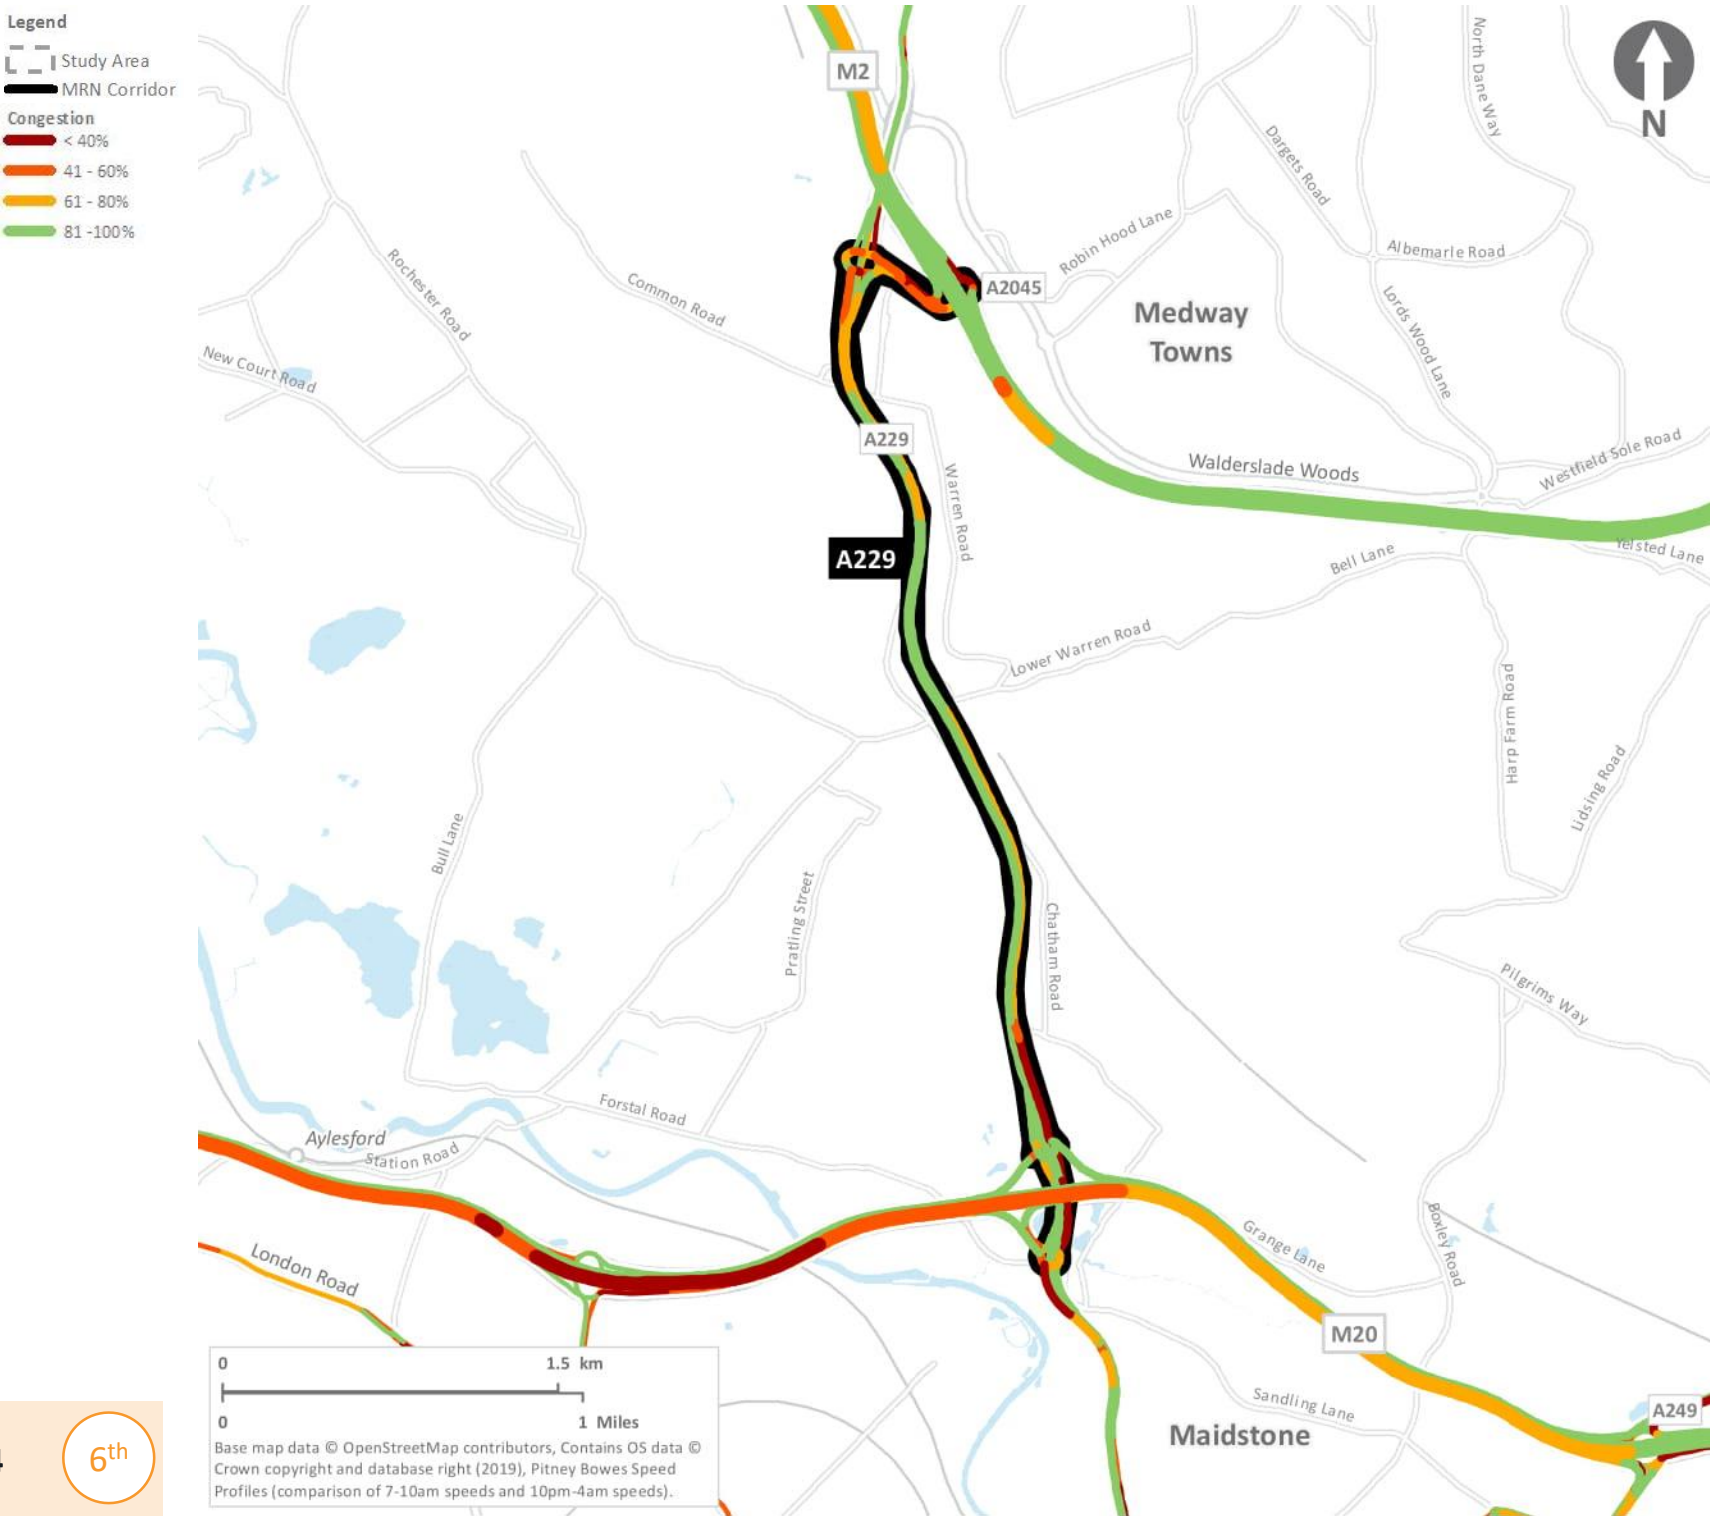 Legend
Study Area
MRN Corridor
Congestion
< 40%
41 - 60%
61 - 80%
81 -100%
M2
N
North Dane Way
Dargets Road
Robin Hood Lane
Albemarle Road
A2045
Rochester Road
Common Road
Medway
Towns
Lords Wood Lane
New Court Road
A229
Westfield Sole Road
Walderslade Woods
Warren Road
A229
Bell Lane
Yelsted Lane
Lower Warren Road
Harp Farm Road
Lidsing Road
Bull Lane
Pratling Street
Chatham Road
Pilgrims Way
Forstal Road
Aylesford
Station Road
Boxley Road
Grange Lane
London Road
M20
0 1.5 km
0 1 Miles
Sandling Lane
A249
Maidstone
6th
Base map data © OpenStreetMap contributors, Contains OS data ©
Crown copyright and database right (2019), Pitney Bowes Speed
Profiles (comparison of 7-10am speeds and 10pm-4am speeds).